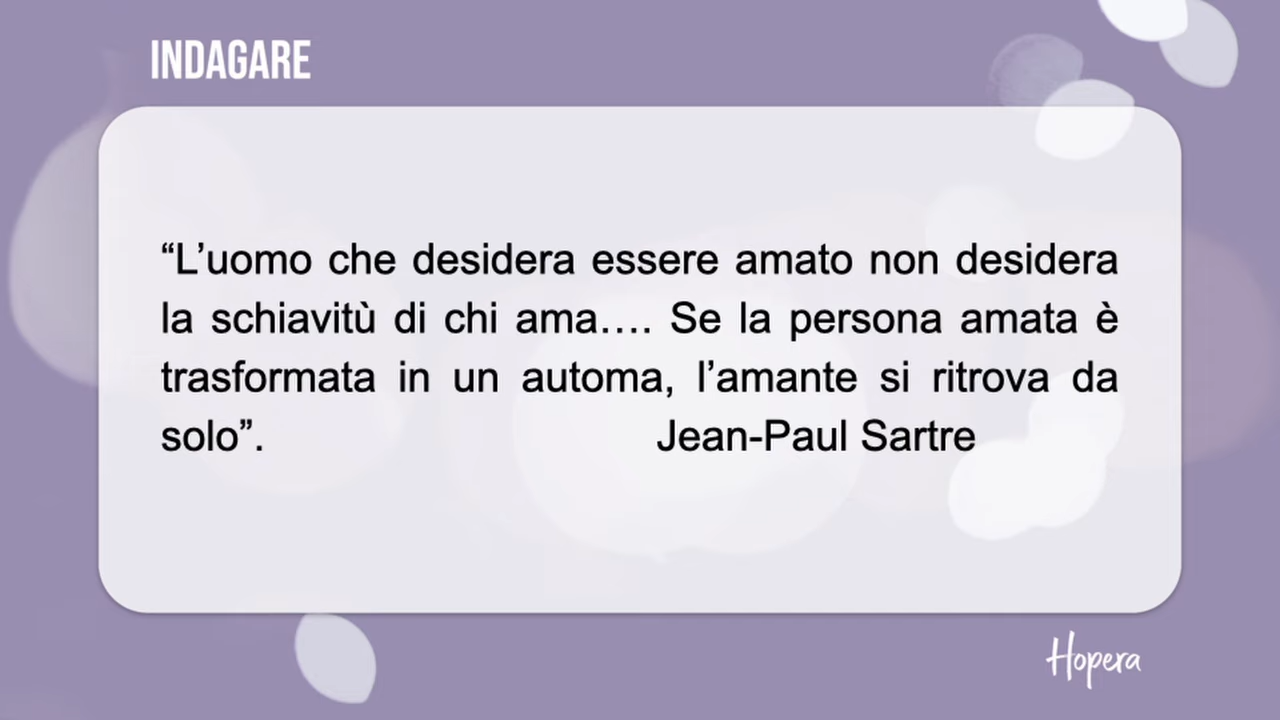 INDAGARE
“L’uomo che desidera essere amato non desidera
la schiavitù di chi ama…. Se la persona amata è
trasformata in un automa, l’amante si ritrova da
solo”. Jean-Paul Sartre
Hopera